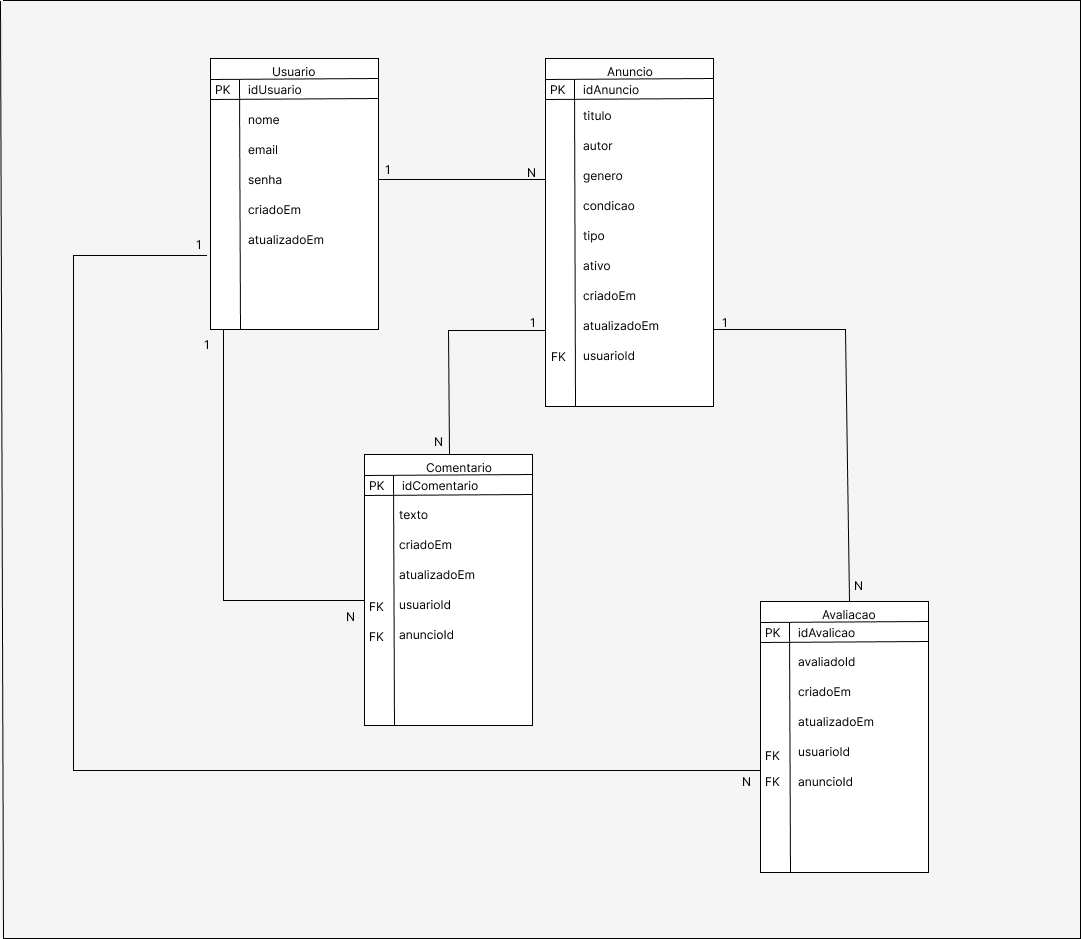 Usuario
PK idUsuario
nome
email
senha
criadoEm
atualizadoEm
1
N
1
1
Anuncio
PK idAnuncio
titulo
autor
genero
condicao
tipo
ativo
criadoEm
atualizadoEm
FK usuarioId
1
1
N
N
Comentario
PK idComentario
texto
criadoEm
atualizadoEm
FK usuarioId
FK anuncioId
N
Avaliacao
PK idAvalicao
avaliadoId
criadoEm
atualizadoEm
FK usuarioId
FK anuncioId
N